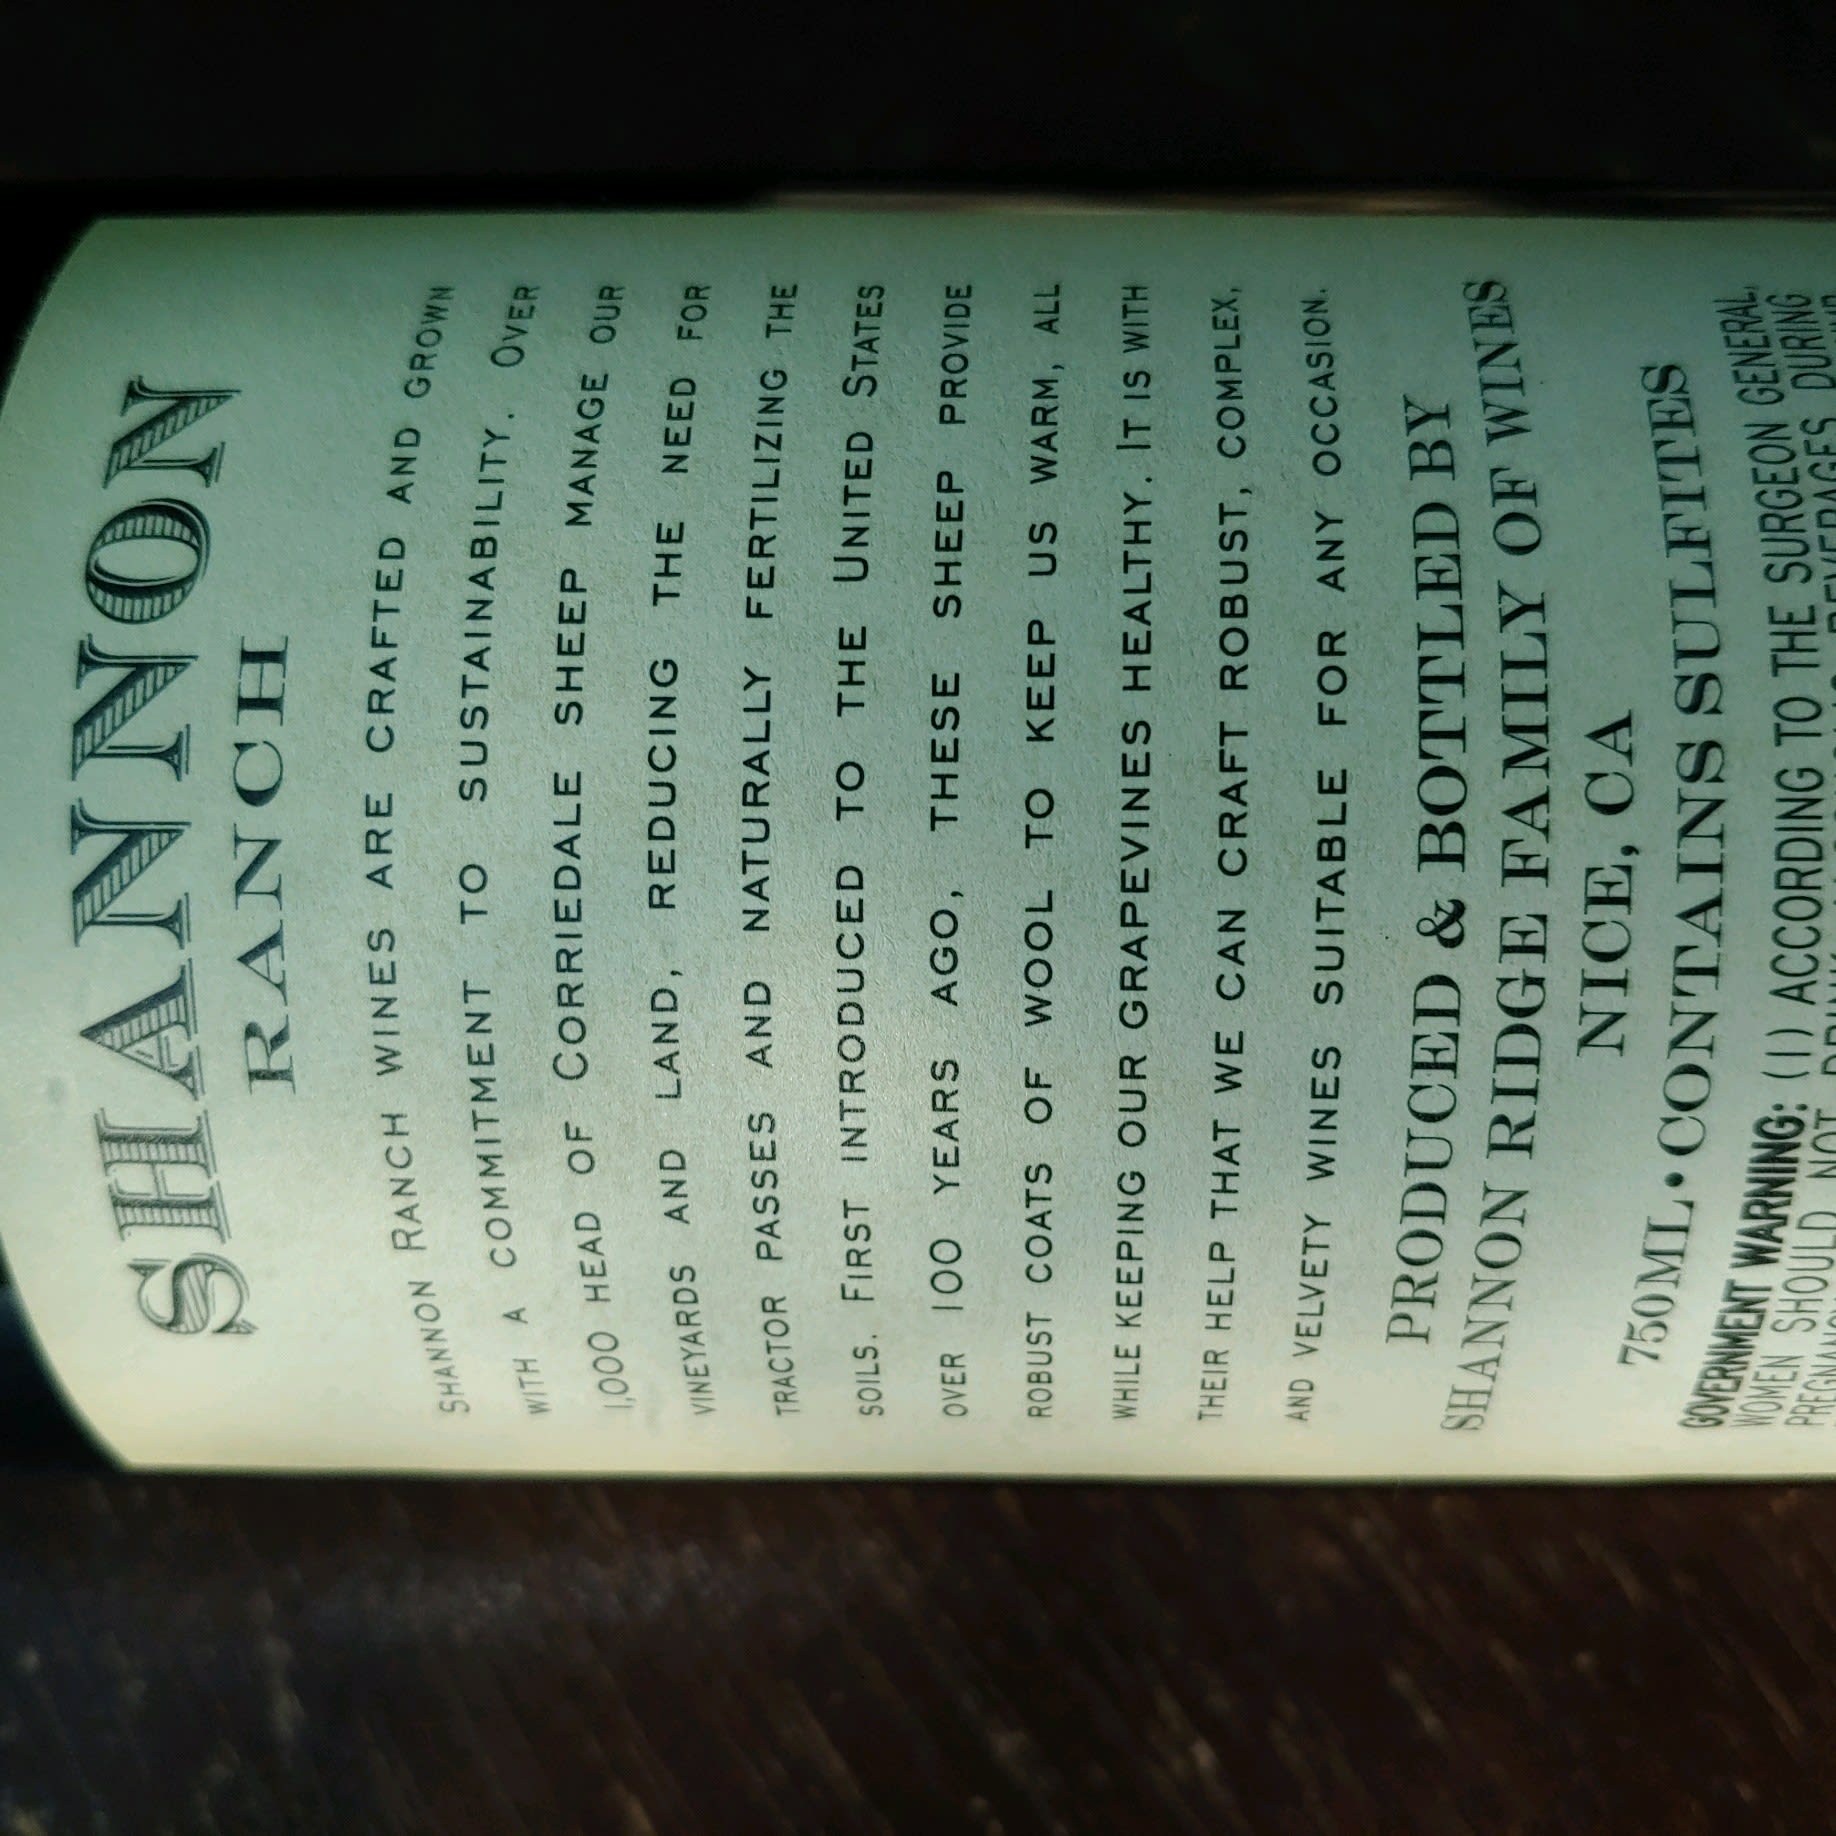 SHANNON
RANCH
SHANNON RANCH WINES ARE CRAFTED AND GROWN
WITH A COMMITMENT TO SUSTAINABILITY. OVER
1,000 HEAD OF CORRIEDALE SHEEP MANAGE OUR
VINEYARDS AND LAND, REDUCING THE NEED FOR
TRACTOR PASSES AND NATURALLY FERTILIZING THE
SOILS. FIRST INTRODUCED TO THE UNITED STATES
OVER 100 YEARS AGO, THESE SHEEP PROVIDE
ROBUST COATS OF WOOL TO KEEP US WARM, ALL
WHILE KEEPING OUR GRAPEVINES HEALTHY. IT IS WITH
THEIR HELP THAT WE CAN CRAFT ROBUST, COMPLEX,
AND VELVETY WINES SUITABLE FOR ANY OCCASION.
PRODUCED & BOTTLED BY
SHANNON RIDGE FAMILY OF WINES
NICE, CA
750ML • CONTAINS SULFITES
GOVERNMENT WARNING: (1) ACCORDING TO THE SURGEON GENERAL,
WOMEN SHOULD NOT DRINK BEVERAGES DURING
PREGNANCY